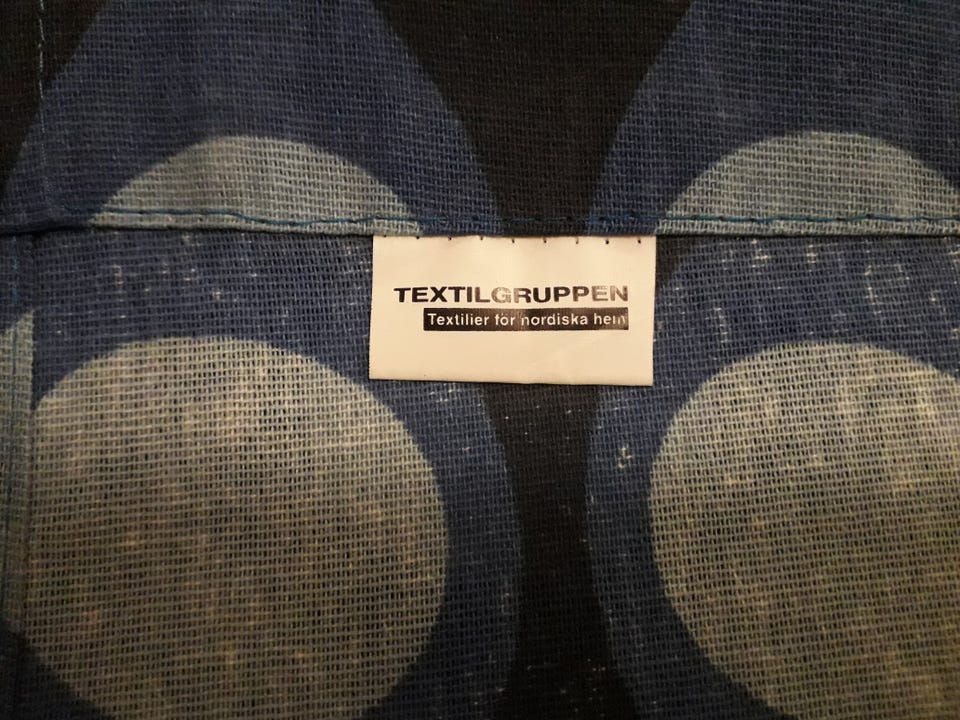 TEXTILGRUPPEN
Textilier för nordiska hem